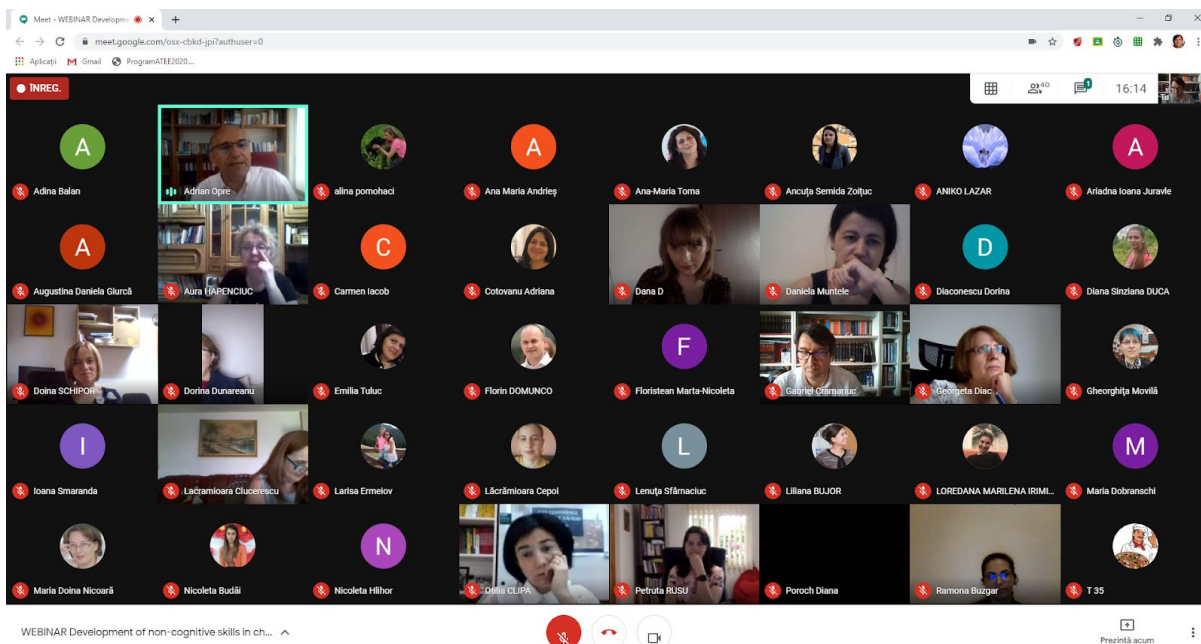 Meet - WEBINAR Developm
meet.google.com/osx-cbkd-jpi?authuser=0
Aplicații Gmail ProgramATEE2020....
ÎNREG.
40 1 16:14 Tu
A A A
Adina Balan Adrian Opre alina pomohaci Ana Maria Andrieș Ana-Maria Toma Ancuța Semida Zoițuc ANIKO LAZAR Ariadna Ioana Juravle
A C D
Augustina Daniela Giurcă Aura HAPENCIUC Carmen Iacob Cotovanu Adriana Dana D Daniela Muntele Diaconescu Dorina Diana Sinziana DUCA
F
Doina SCHIPOR Dorina Dunareanu Emilia Tuluc Florin DOMUNCO Floristean Marta-Nicoleta Gabriel Cramariuc Georgeta Diac Gheorghița Movilă
I L M
Ioana Smaranda Lacramioara Clucerescu Larisa Ermeiov Lăcrămioara Cepoi Lenuța Sfârnaciuc Liliana BUJOR LOREDANA MARILENA IRIMI... Maria Dobranschi
N
Maria Doina Nicoară Nicoleta Budăi Nicoleta Hlihor Otilia CLIPA Petruta RUSU Poroch Diana Ramona Buzgar T 35
WEBINAR Development of non-cognitive skills in ch... Prezintă acum